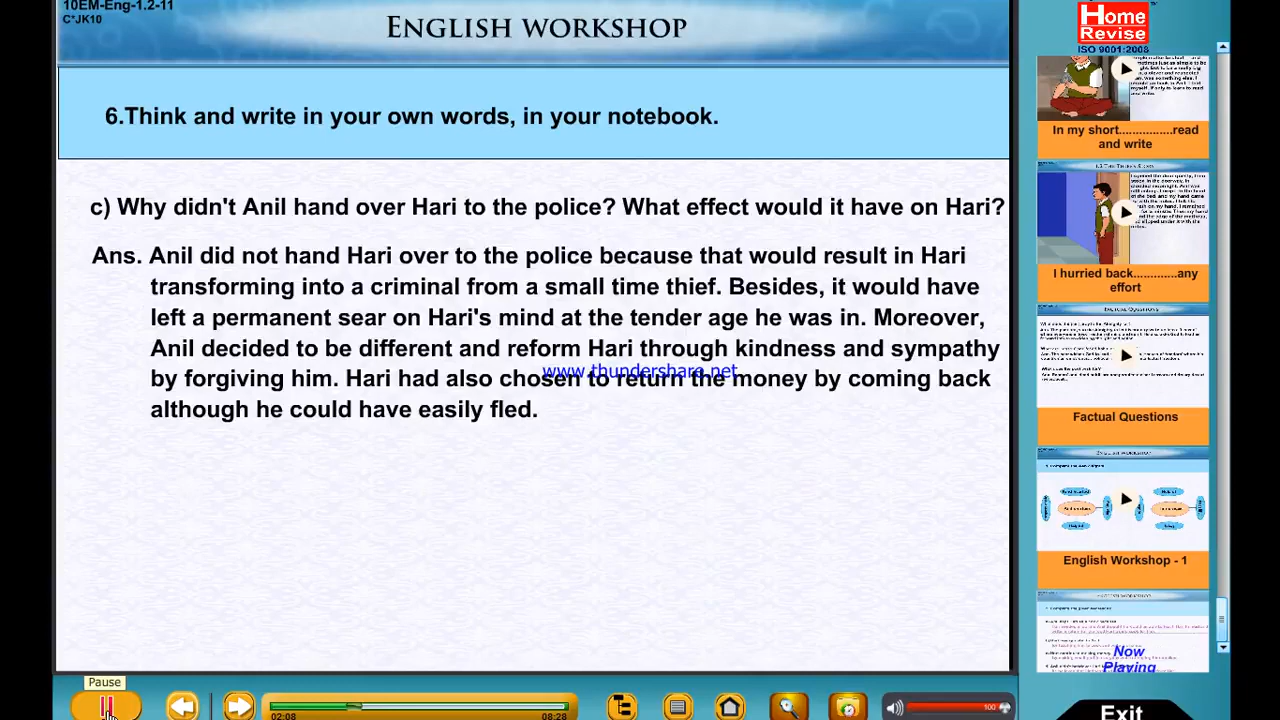 10EM-Eng-1.2-11
C*JK10
ENGLISH WORKSHOP
6.Think and write in your own words, in your notebook.
c) Why didn't Anil hand over Hari to the police? What effect would it have on Hari?
Ans. Anil did not hand Hari over to the police because that would result in Hari
transforming into a criminal from a small time thief. Besides, it would have
left a permanent sear on Hari's mind at the tender age he was in. Moreover,
Anil decided to be different and reform Hari through kindness and sympathy
by forgiving him. Hari had also chosen to return the money by coming back
although he could have easily fled.
www.thundershare.net
Pause
02:08
08:28
100
Home
Revise
ISO 9001:2008
In my short................read
and write
I hurried back............any
effort
FACTUAL QUESTIONS
Factual Questions
ENGLISH WORKSHOP
English Workshop - 1
ENGLISH WORKSHOP
Now
Playing
Exit